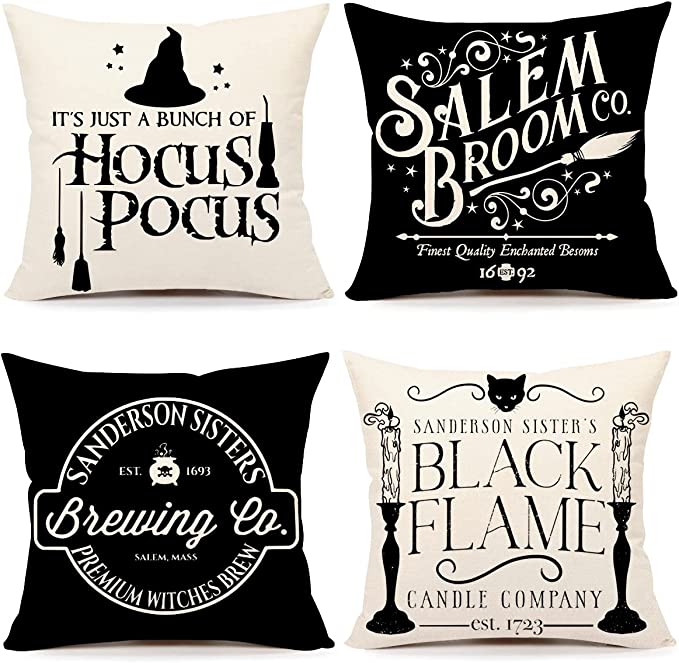 IT'S JUST A BUNCH OF
HOCUS
POCUS
SALEM
BROOM CO.
Finest Quality Enchanted Besoms
16 EST. 92
SANDERSON SISTERS
EST. 1693
Brewing Co.
SALEM, MASS
PREMIUM WITCHES BREW
SANDERSON SISTER'S
BLACK
FLAME
CANDLE COMPANY
est. 1723